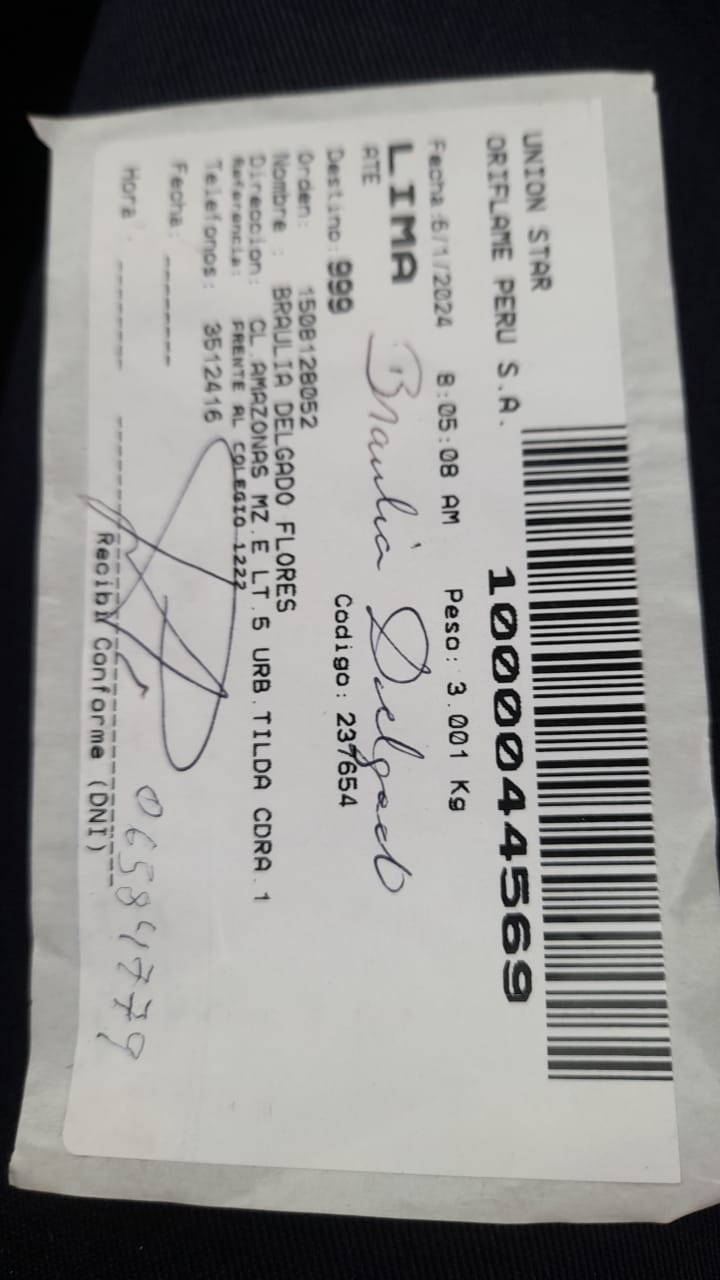 UNION STAR
ORIFLAME PERU S.A.
1000044569
Fecha:6/1/2024 8:05:08 AM Peso: 3.001 Kg
LIMA
Braulia Delgado
ATE
Destino: 999 Codigo: 237654
Orden: 1508128052
Nombre : BRAULIA DELGADO FLORES
Direccion: CL.AMAZONAS MZ.E LT.5 URB.TILDA CDRA.1
Referencia: FRENTE AL COLEGIO 1222
Telefonos: 3512416
Fecha: --------
Hora : --------
Recibi Conforme (DNI)